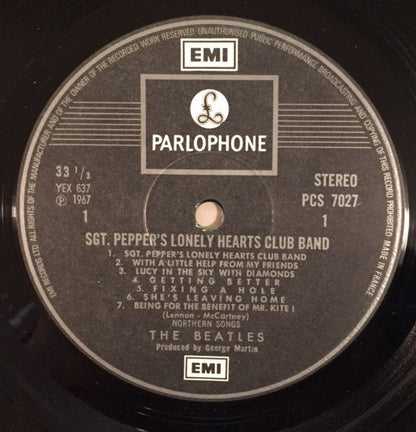 EMI
OF THE MANUFACTURER AND OF THE OWNER OF THE RECORDED WORK RESERVED UNAUTHORISED PUBLIC PERFORMANCE BROADCASTING AND COPYING OF THIS RECORD PROHIBITED
£
PARLOPHONE
33 1/3
YEX 637
℗ 1967
1
STEREO
PCS 7027
1
SGT. PEPPER'S LONELY HEARTS CLUB BAND
1. SGT. PEPPER'S LONELY HEARTS CLUB BAND
2. WITH A LITTLE HELP FROM MY FRIENDS
3. LUCY IN THE SKY WITH DIAMONDS
4. GETTING BETTER
5. FIXING A HOLE
6. SHE'S LEAVING HOME
7. BEING FOR THE BENEFIT OF MR. KITE !
(Lennon - McCartney)
NORTHERN SONGS
THE BEATLES
Produced by George Martin
EMI
EMI RECORDS LTD ALL RIGHTS OF THE MANUFACTURER AND
MADE IN FRANCE